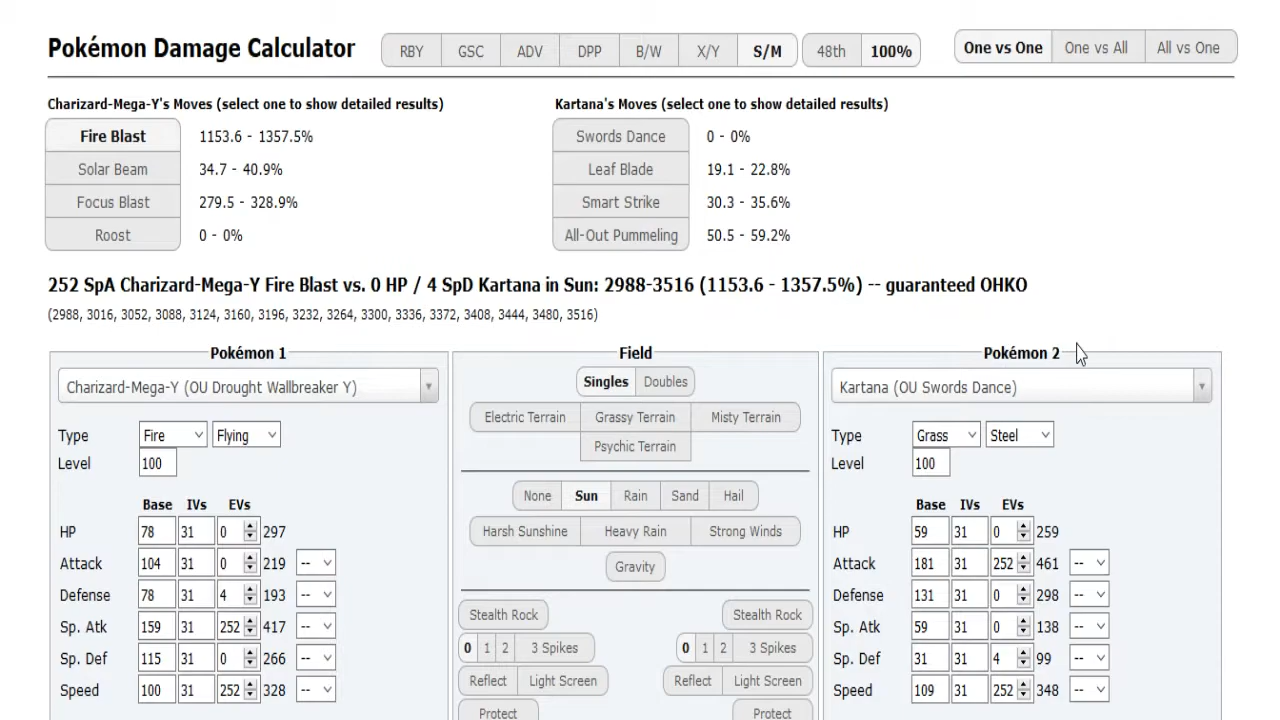 Pokémon Damage Calculator
RBY GSC ADV DPP B/W X/Y S/M 48th 100%
One vs One One vs All All vs One
Charizard-Mega-Y's Moves (select one to show detailed results)
Fire Blast 1153.6 - 1357.5%
Solar Beam 34.7 - 40.9%
Focus Blast 279.5 - 328.9%
Roost 0 - 0%
Kartana's Moves (select one to show detailed results)
Swords Dance 0 - 0%
Leaf Blade 19.1 - 22.8%
Smart Strike 30.3 - 35.6%
All-Out Pummeling 50.5 - 59.2%
252 SpA Charizard-Mega-Y Fire Blast vs. 0 HP / 4 SpD Kartana in Sun: 2988-3516 (1153.6 - 1357.5%) -- guaranteed OHKO
(2988, 3016, 3052, 3088, 3124, 3160, 3196, 3232, 3264, 3300, 3336, 3372, 3408, 3444, 3480, 3516)
Pokémon 1
Charizard-Mega-Y (OU Drought Wallbreaker Y)
Type Fire Flying
Level 100
Base IVs EVs
HP 78 31 0 297
Attack 104 31 0 219 --
Defense 78 31 4 193 --
Sp. Atk 159 31 252 417 --
Sp. Def 115 31 0 266 --
Speed 100 31 252 328 --
Field
Singles Doubles
Electric Terrain Grassy Terrain Misty Terrain
Psychic Terrain
None Sun Rain Sand Hail
Harsh Sunshine Heavy Rain Strong Winds
Gravity
Stealth Rock Stealth Rock
0 1 2 3 Spikes 0 1 2 3 Spikes
Reflect Light Screen Reflect Light Screen
Protect Protect
Pokémon 2
Kartana (OU Swords Dance)
Type Grass Steel
Level 100
Base IVs EVs
HP 59 31 0 259
Attack 181 31 252 461 --
Defense 131 31 0 298 --
Sp. Atk 59 31 0 138 --
Sp. Def 31 31 4 99 --
Speed 109 31 252 348 --